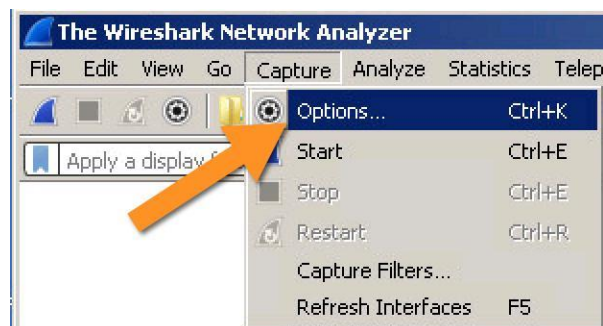 The Wireshark Network Analyzer
File Edit View Go Capture Analyze Statistics Telep
Options... Ctrl+K
Apply a display
Start Ctrl+E
Stop Ctrl+E
Restart Ctrl+R
Capture Filters...
Refresh Interfaces F5